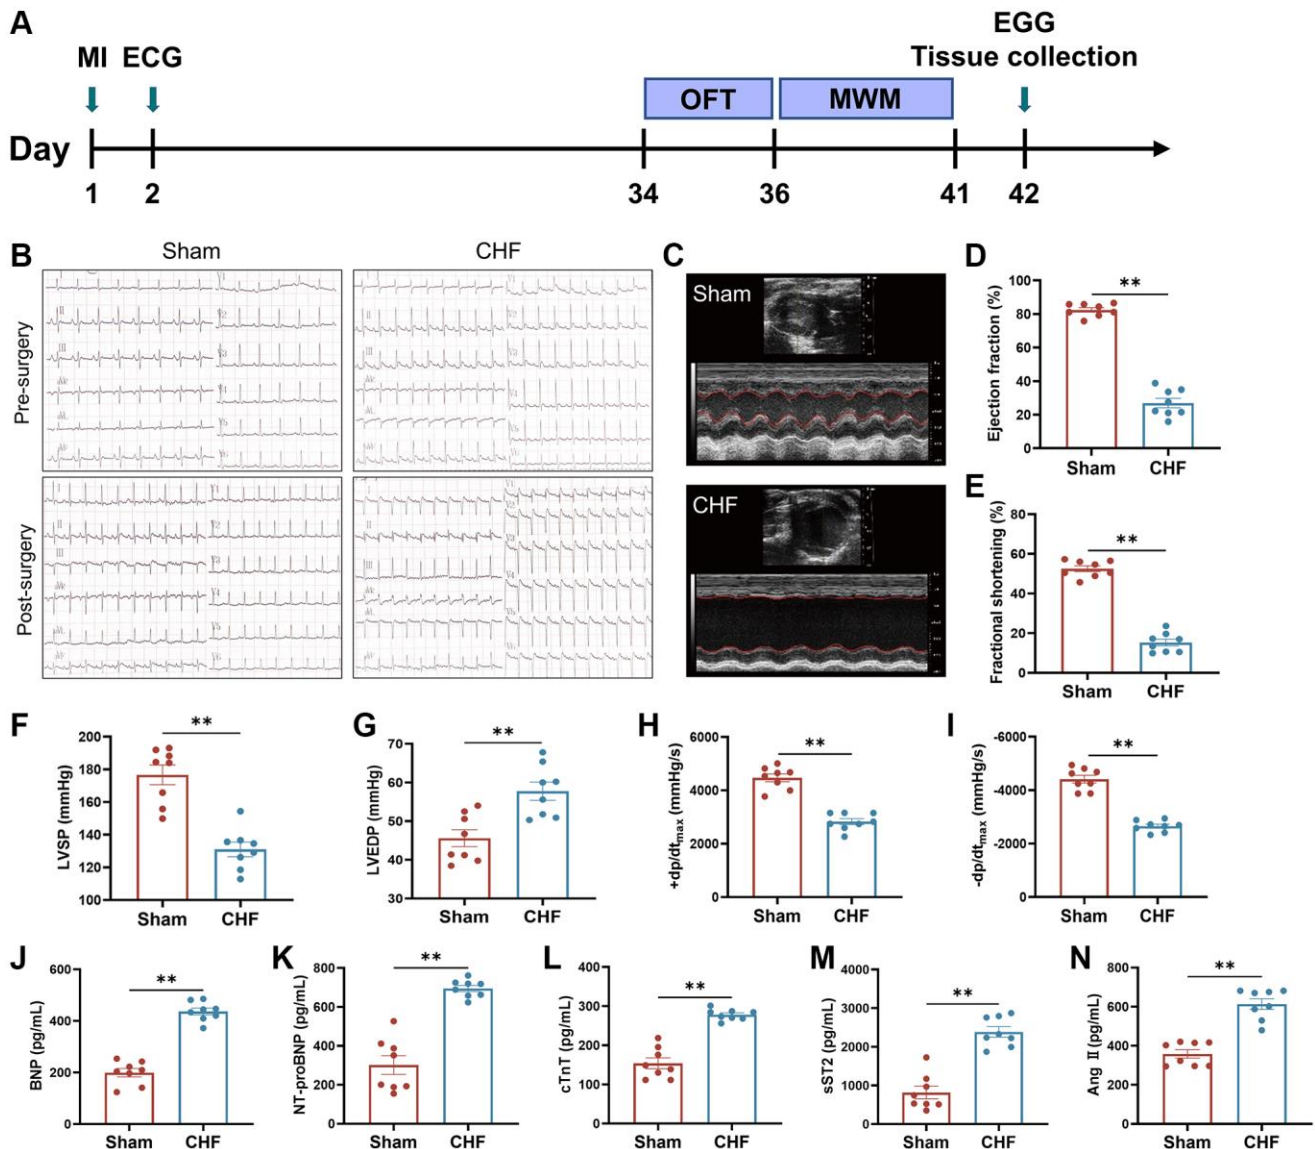 A
MI ECG
EGG
Tissue collection
OFT MWM
Day
1 2 34 36 41 42
B
Sham CHF
Pre-surgery
Post-surgery
C
Sham
CHF
D
Ejection fraction (%)
100
80
60
40
20
0
**
Sham CHF
E
Fractional shortening (%)
80
60
40
20
0
**
Sham CHF
F
LVSP (mmHg)
200
180
160
140
120
100
**
Sham CHF
G
LVEDP (mmHg)
70
60
50
40
30
**
Sham CHF
H
+dp/dtmax (mmHg/s)
6000
4000
2000
0
**
Sham CHF
I
-dp/dtmax (mmHg/s)
-6000
-4000
-2000
0
**
Sham CHF
J
BNP (pg/mL)
600
400
200
0
**
Sham CHF
K
NT-proBNP (pg/mL)
800
600
400
200
0
**
Sham CHF
L
cTnT (pg/mL)
400
300
200
100
0
**
Sham CHF
M
sST2 (pg/mL)
4000
3000
2000
1000
0
**
Sham CHF
N
Ang II (pg/mL)
800
600
400
200
0
**
Sham CHF